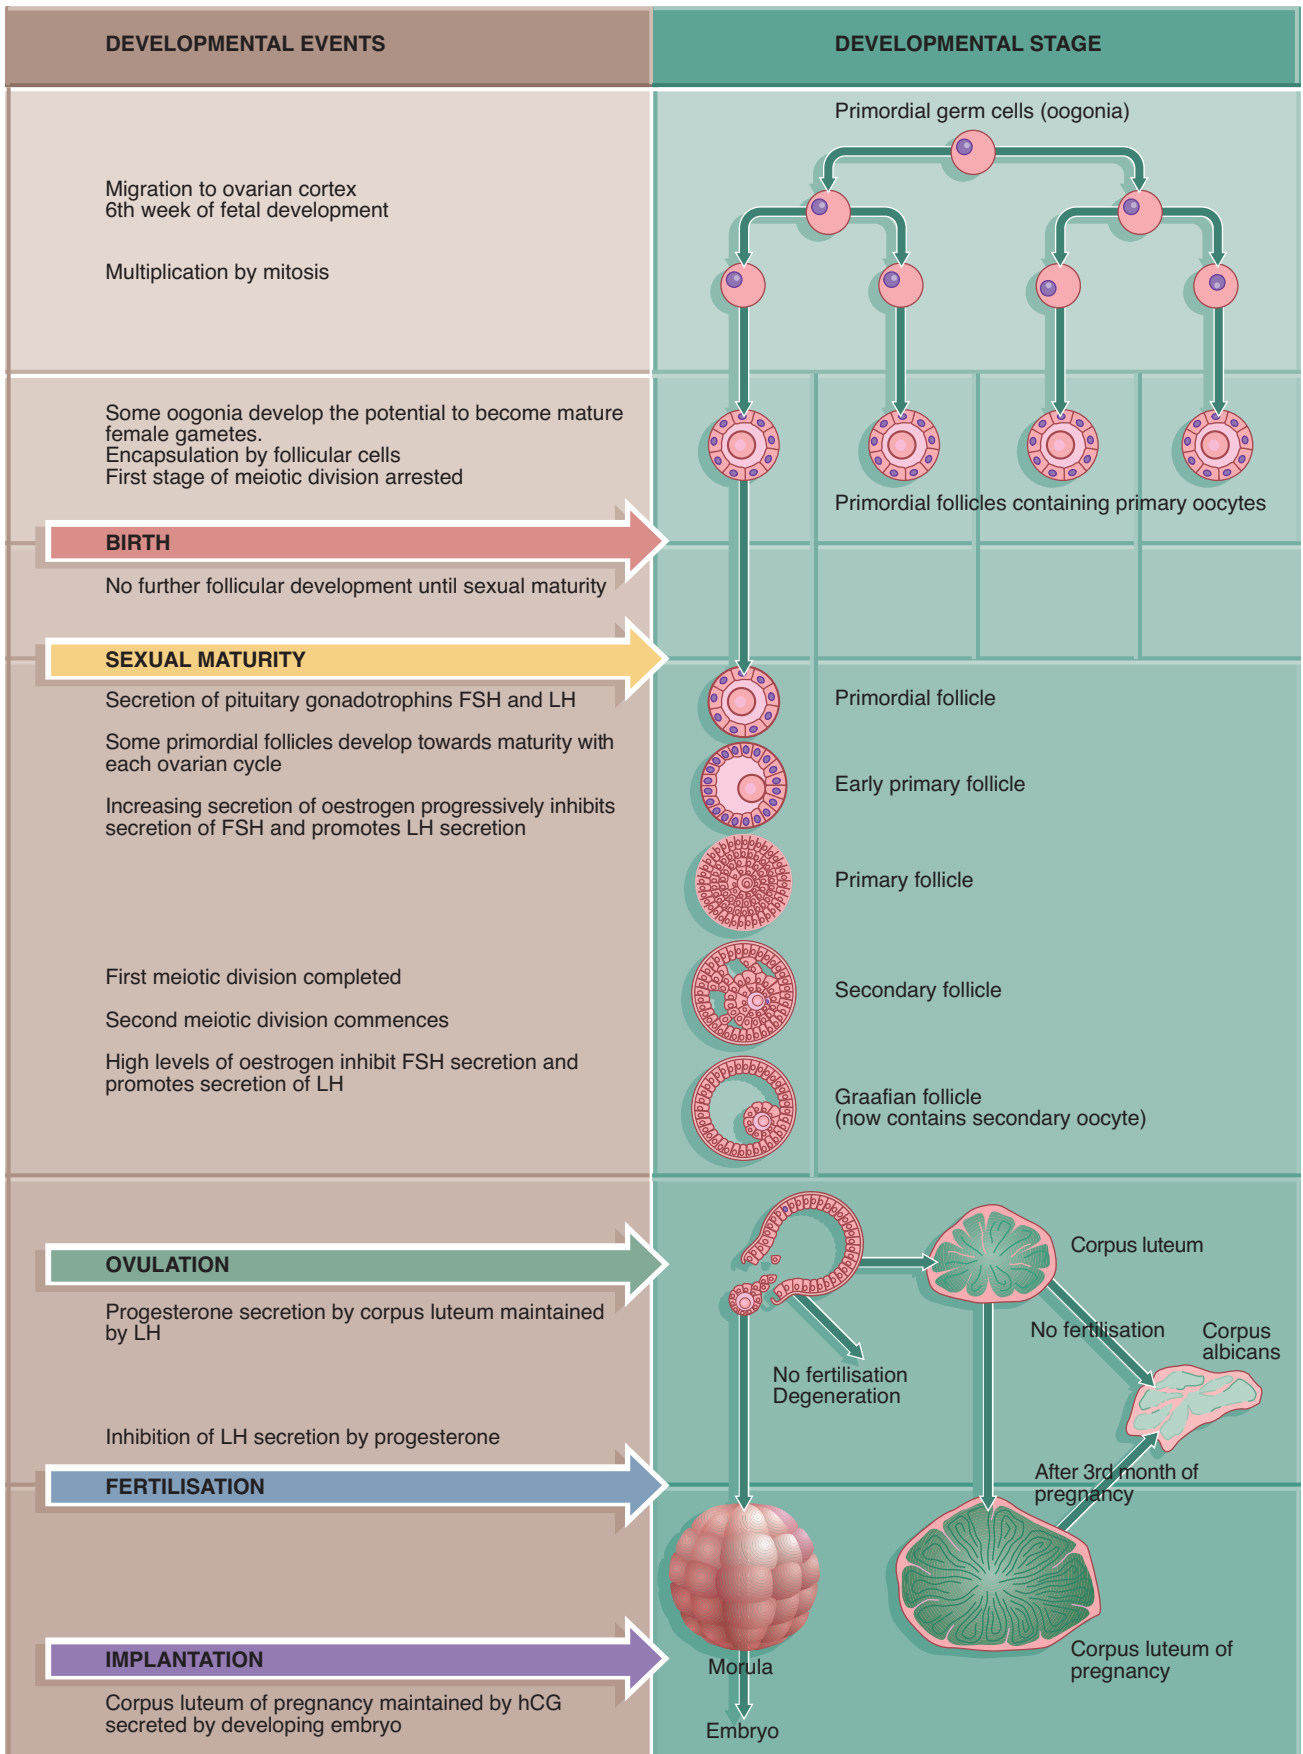 DEVELOPMENTAL EVENTS
DEVELOPMENTAL STAGE
Primordial germ cells (oogonia)
Migration to ovarian cortex
6th week of fetal development
Multiplication by mitosis
Some oogonia develop the potential to become mature
female gametes.
Encapsulation by follicular cells
First stage of meiotic division arrested
Primordial follicles containing primary oocytes
BIRTH
No further follicular development until sexual maturity
SEXUAL MATURITY
Secretion of pituitary gonadotrophins FSH and LH
Primordial follicle
Some primordial follicles develop towards maturity with
each ovarian cycle
Early primary follicle
Increasing secretion of oestrogen progressively inhibits
secretion of FSH and promotes LH secretion
Primary follicle
First meiotic division completed
Secondary follicle
Second meiotic division commences
High levels of oestrogen inhibit FSH secretion and
promotes secretion of LH
Graafian follicle
(now contains secondary oocyte)
OVULATION
Corpus luteum
Progesterone secretion by corpus luteum maintained
by LH
No fertilisation
Corpus
albicans
No fertilisation
Degeneration
Inhibition of LH secretion by progesterone
After 3rd month of
pregnancy
FERTILISATION
IMPLANTATION
Morula
Corpus luteum of
pregnancy
Corpus luteum of pregnancy maintained by hCG
secreted by developing embryo
Embryo